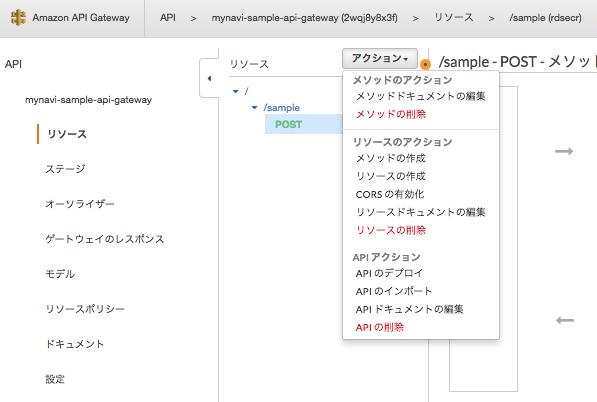 Amazon API Gateway API > mynavi-sample-api-gateway (2wqj8y8x3f) > リソース > /sample (rdsecr)
API
mynavi-sample-api-gateway
リソース
ステージ
オーソライザー
ゲートウェイのレスポンス
モデル
リソースポリシー
ドキュメント
設定
リソース
/
/sample
POST
アクション
メソッドのアクション
メソッドドキュメントの編集
メソッドの削除
リソースのアクション
メソッドの作成
リソースの作成
CORS の有効化
リソースドキュメントの編集
リソースの削除
API アクション
API のデプロイ
API のインポート
API ドキュメントの編集
API の削除
/sample - POST - メソッド